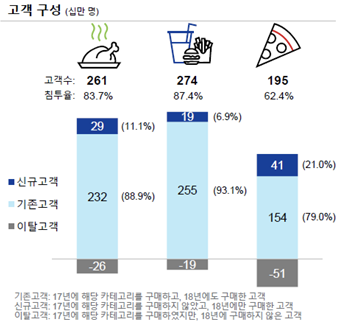 고객 구성 (십만 명)
고객수: 261 274 195
침투율: 83.7% 87.4% 62.4%
29 (11.1%) 19 (6.9%)
41 (21.0%)
신규고객
기존고객 232 (88.9%) 255 (93.1%) 154 (79.0%)
이탈고객 -26 -19 -51
기존고객: 17년에 해당 카테고리를 구매하고, 18년에도 구매한 고객
신규고객: 17년에 해당 카테고리를 구매하지 않았고, 18년에만 구매한 고객
이탈고객: 17년에 해당 카테고리를 구매하였지만, 18년에 구매하지 않은 고객